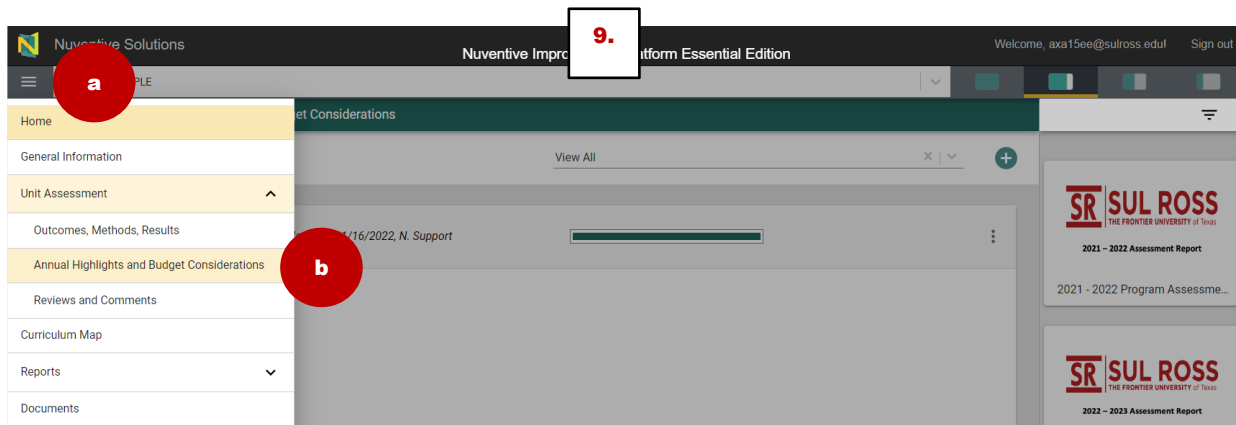 9.
Nuventive Solutions
Nuventive Impro atform Essential Edition
Welcome, axa15ee@sulross.edu!
Sign out
a
PLE
Home
et Considerations
General Information
View All
Unit Assessment
Outcomes, Methods, Results
1/16/2022, N. Support
Annual Highlights and Budget Considerations
b
Reviews and Comments
Curriculum Map
Reports
Documents
SR SUL ROSS
THE FRONTIER UNIVERSITY of Texas
2021 – 2022 Assessment Report
2021 - 2022 Program Assessme...
SR SUL ROSS
THE FRONTIER UNIVERSITY of Texas
2022 – 2023 Assessment Report